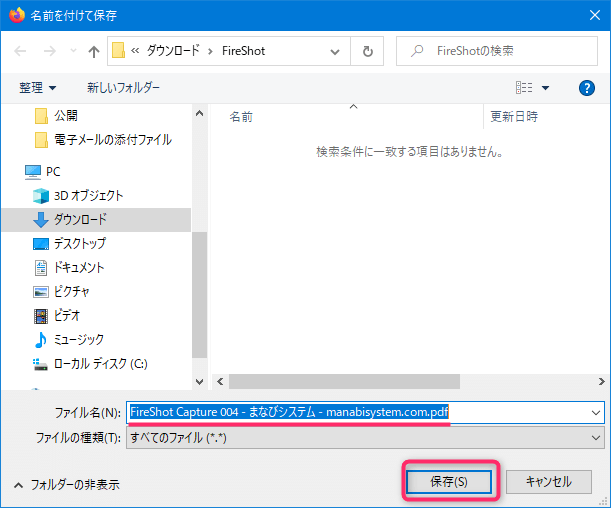 名前を付けて保存
« ダウンロード › FireShot
FireShotの検索
整理
新しいフォルダー
?
公開
電子メールの添付ファイル
PC
3D オブジェクト
ダウンロード
デスクトップ
ドキュメント
ピクチャ
ビデオ
ミュージック
ローカル ディスク (C:)
名前
更新日時
検索条件に一致する項目はありません。
ファイル名(N): FireShot Capture 004 - まなびシステム - manabisystem.com.pdf
ファイルの種類(T): すべてのファイル (*.*)
フォルダーの非表示
保存(S)
キャンセル